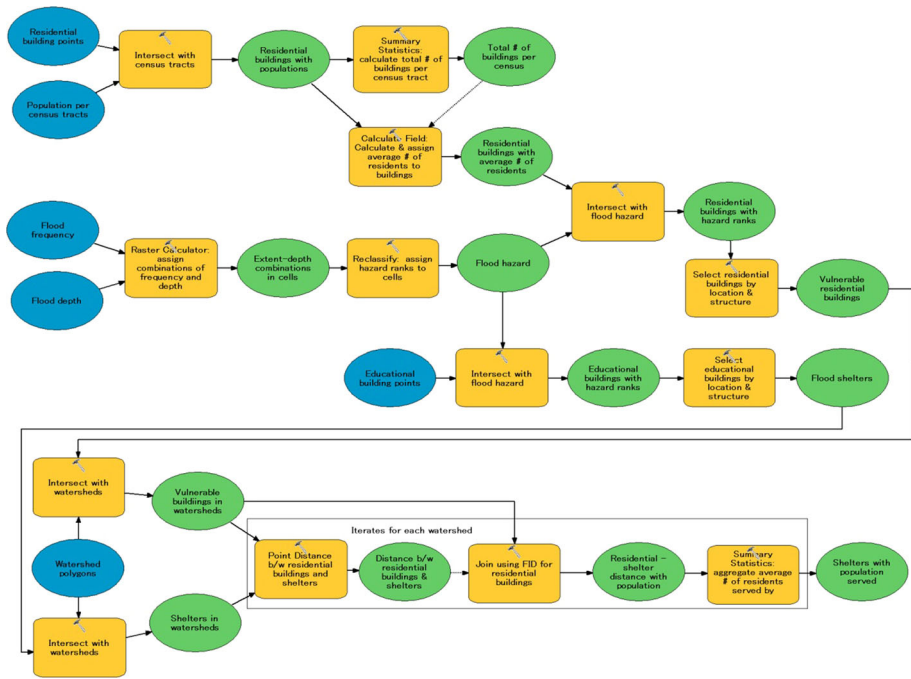 Residential
building points
Population per
census tracts
Intersect with
census tracts
Residential
buildings with
populations
Summary
Statistics:
calculate total # of
buildings per
census tract
Total # of
buildings per
census
Calculate Field:
Calculate & assign
average # of
residents to
buildings
Residential
buildings with
average # of
residents
Intersect with
flood hazard
Residential
buildings with
hazard ranks
Flood
frequency
Flood depth
Raster Calculator:
assign
combinations of
frequency and
depth
Extent-depth
combinations
in cells
Reclassify: assign
hazard ranks to
cells
Flood hazard
Select residential
buildings by
location &
structure
Vulnerable
residential
buildings
Educational
building points
Intersect with
flood hazard
Educational
buildings with
hazard ranks
Select
educational
buildings by
location &
structure
Flood shelters
Intersect with
watersheds
Vulnerable
buildiings in
watersheds
Watershed
polygons
Intersect with
watersheds
Shelters in
watersheds
Iterates for each watershed
Point Distance
b/w residential
buildings and
shelters
Distance b/w
residential
buildings &
shelters
Join using FID for
residential
buildings
Residential -
shelter
distance with
population
Summary
Statistics:
aggregate average
# of residents
served by
Shelters with
population
served